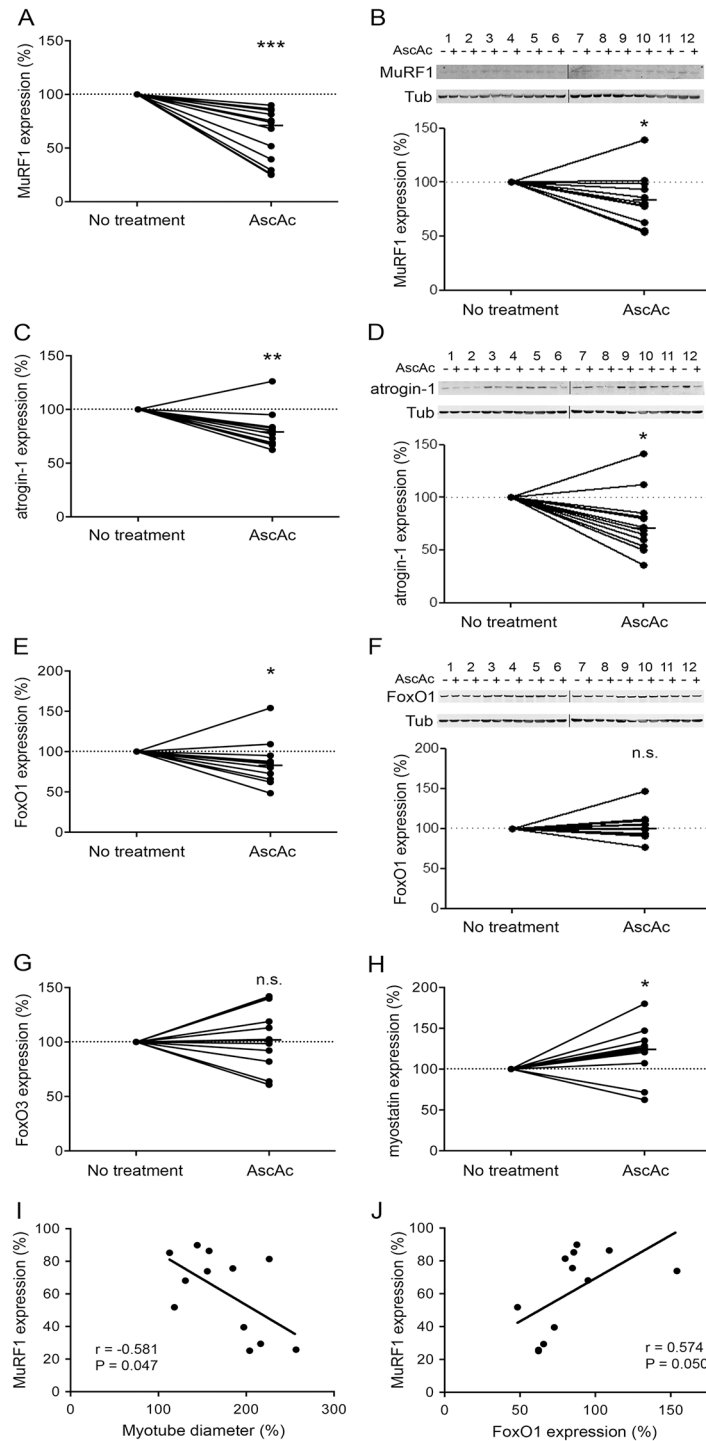 A
***
150
100
50
0
MuRF1 expression (%)
No treatment AscAc
B
1 2 3 4 5 6 7 8 9 10 11 12
AscAc - + - + - + - + - + - + - + - + - + - + - + - +
MuRF1
Tub
*
150
100
50
0
MuRF1 expression (%)
No treatment AscAc
C
**
150
100
50
0
atrogin-1 expression (%)
No treatment AscAc
D
1 2 3 4 5 6 7 8 9 10 11 12
AscAc - + - + - + - + - + - + - + - + - + - + - + - +
atrogin-1
Tub
*
150
100
50
0
atrogin-1 expression (%)
No treatment AscAc
E
*
200
150
100
50
0
FoxO1 expression (%)
No treatment AscAc
F
1 2 3 4 5 6 7 8 9 10 11 12
AscAc - + - + - + - + - + - + - + - + - + - + - + - +
FoxO1
Tub
n.s.
200
150
100
50
0
FoxO1 expression (%)
No treatment AscAc
G
n.s.
150
100
50
0
FoxO3 expression (%)
No treatment AscAc
H
*
200
150
100
50
0
myostatin expression (%)
No treatment AscAc
I
100
80
60
40
20
0
MuRF1 expression (%)
r = -0.581
P = 0.047
0 100 200 300
Myotube diameter (%)
J
100
80
60
40
20
0
MuRF1 expression (%)
r = 0.574
P = 0.050
0 50 100 150
FoxO1 expression (%)